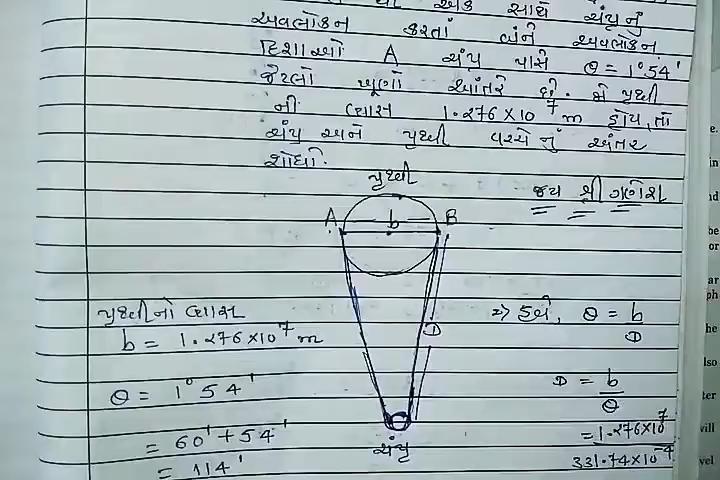 એક સાથે ચંદ્રનું
અવલોકન કરતાં બંને અવલોકન
દિશાઓ A ચંદ્ર પાસે θ = 1°54'
જેટલો ખૂણો આંતરે છે. જો પૃથ્વી
ની વ્યાસ 1.276 × 10⁷ m હોય, તો
ચંદ્ર અને પૃથ્વી વચ્ચેનું અંતર
શોધો.
પૃથ્વી
જય શ્રી ગણેશ
A b B
પૃથ્વીનો વ્યાસ
b = 1.276 × 10⁷ m
D
⇒ હવે, θ = b/D
θ = 1°54'
= 60' + 54'
= 114'
ચંદ્ર
D = b/θ
= 1.276 × 10⁷
331.74 × 10⁻⁴